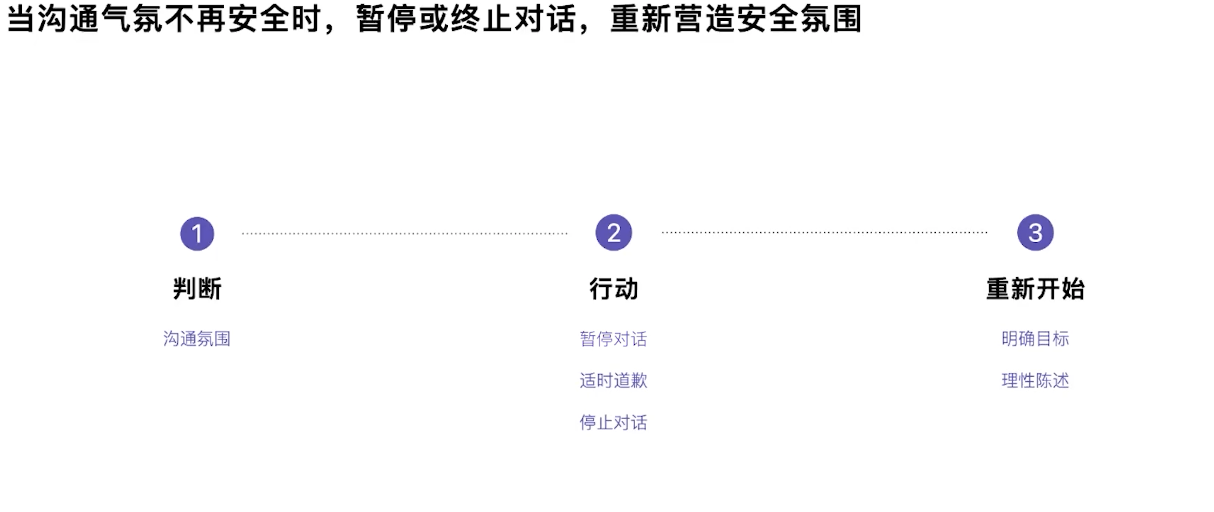 当沟通气氛不再安全时，暂停或终止对话，重新营造安全氛围
1
2
3
判断
行动
重新开始
沟通氛围
暂停对话
明确目标
适时道歉
理性陈述
停止对话